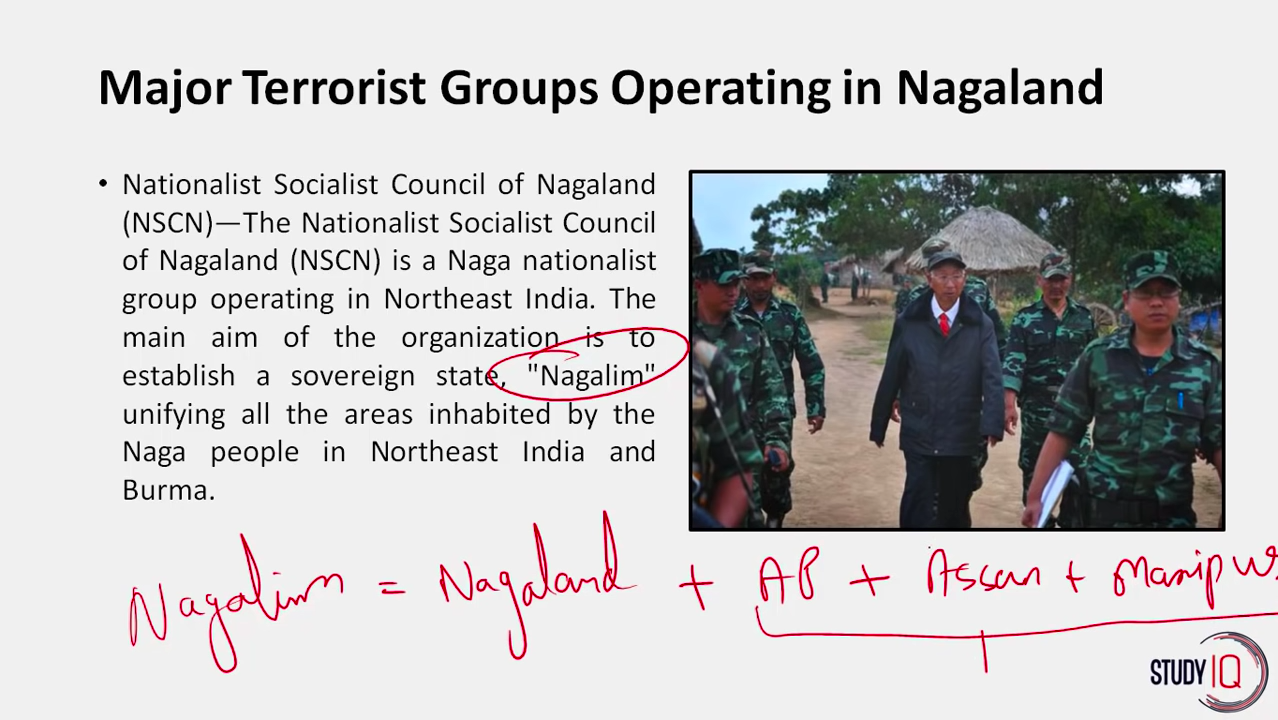 Major Terrorist Groups Operating in Nagaland
• Nationalist Socialist Council of Nagaland
(NSCN)—The Nationalist Socialist Council
of Nagaland (NSCN) is a Naga nationalist
group operating in Northeast India. The
main aim of the organization is to
establish a sovereign state, "Nagalim"
unifying all the areas inhabited by the
Naga people in Northeast India and
Burma.
Nagalim = Nagaland + AP + Assam + Manipur
STUDY IQ